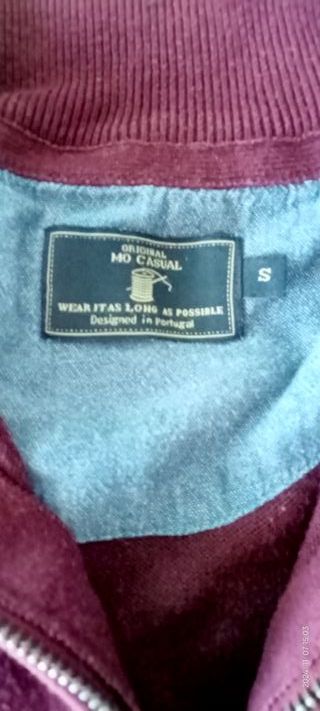 ORIGINAL
MO CASUAL
WEAR IT AS LONG AS POSSIBLE
Designed in Portugal
S